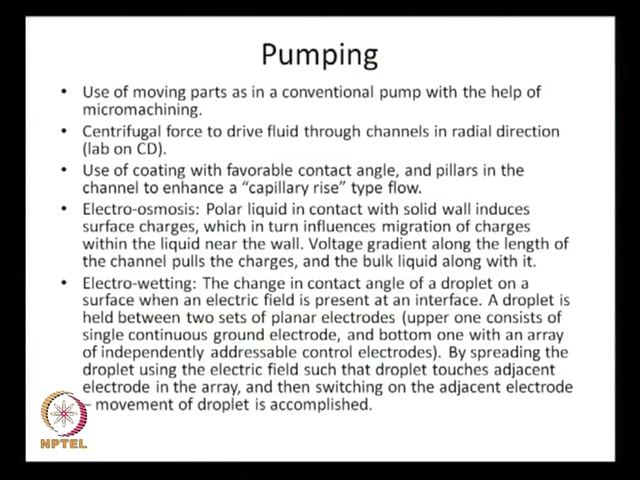 Pumping
• Use of moving parts as in a conventional pump with the help of
micromachining.
• Centrifugal force to drive fluid through channels in radial direction
(lab on CD).
• Use of coating with favorable contact angle, and pillars in the
channel to enhance a “capillary rise” type flow.
• Electro-osmosis: Polar liquid in contact with solid wall induces
surface charges, which in turn influences migration of charges
within the liquid near the wall. Voltage gradient along the length of
the channel pulls the charges, and the bulk liquid along with it.
• Electro-wetting: The change in contact angle of a droplet on a
surface when an electric field is present at an interface. A droplet is
held between two sets of planar electrodes (upper one consists of
single continuous ground electrode, and bottom one with an array
of independently addressable control electrodes). By spreading the
droplet using the electric field such that droplet touches adjacent
electrode in the array, and then switching on the adjacent electrode
– movement of droplet is accomplished.
NPTEL